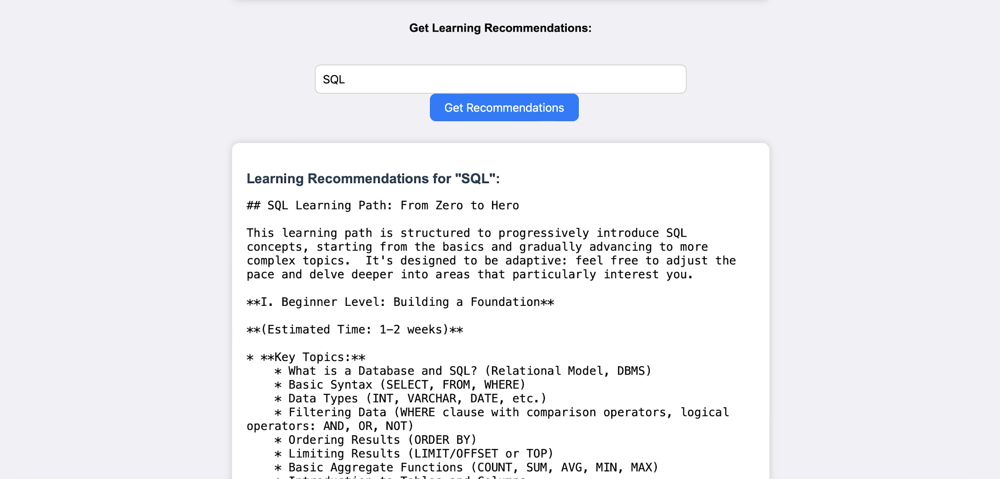 Get Learning Recommendations:
SQL
Get Recommendations
Learning Recommendations for "SQL":
## SQL Learning Path: From Zero to Hero
This learning path is structured to progressively introduce SQL
concepts, starting from the basics and gradually advancing to more
complex topics.  It's designed to be adaptive: feel free to adjust the
pace and delve deeper into areas that particularly interest you.
**I. Beginner Level: Building a Foundation**
**(Estimated Time: 1-2 weeks)**
* **Key Topics:**
    * What is a Database and SQL? (Relational Model, DBMS)
    * Basic Syntax (SELECT, FROM, WHERE)
    * Data Types (INT, VARCHAR, DATE, etc.)
    * Filtering Data (WHERE clause with comparison operators, logical
operators: AND, OR, NOT)
    * Ordering Results (ORDER BY)
    * Limiting Results (LIMIT/OFFSET or TOP)
    * Basic Aggregate Functions (COUNT, SUM, AVG, MIN, MAX)
    * Introduction to Tables and Columns